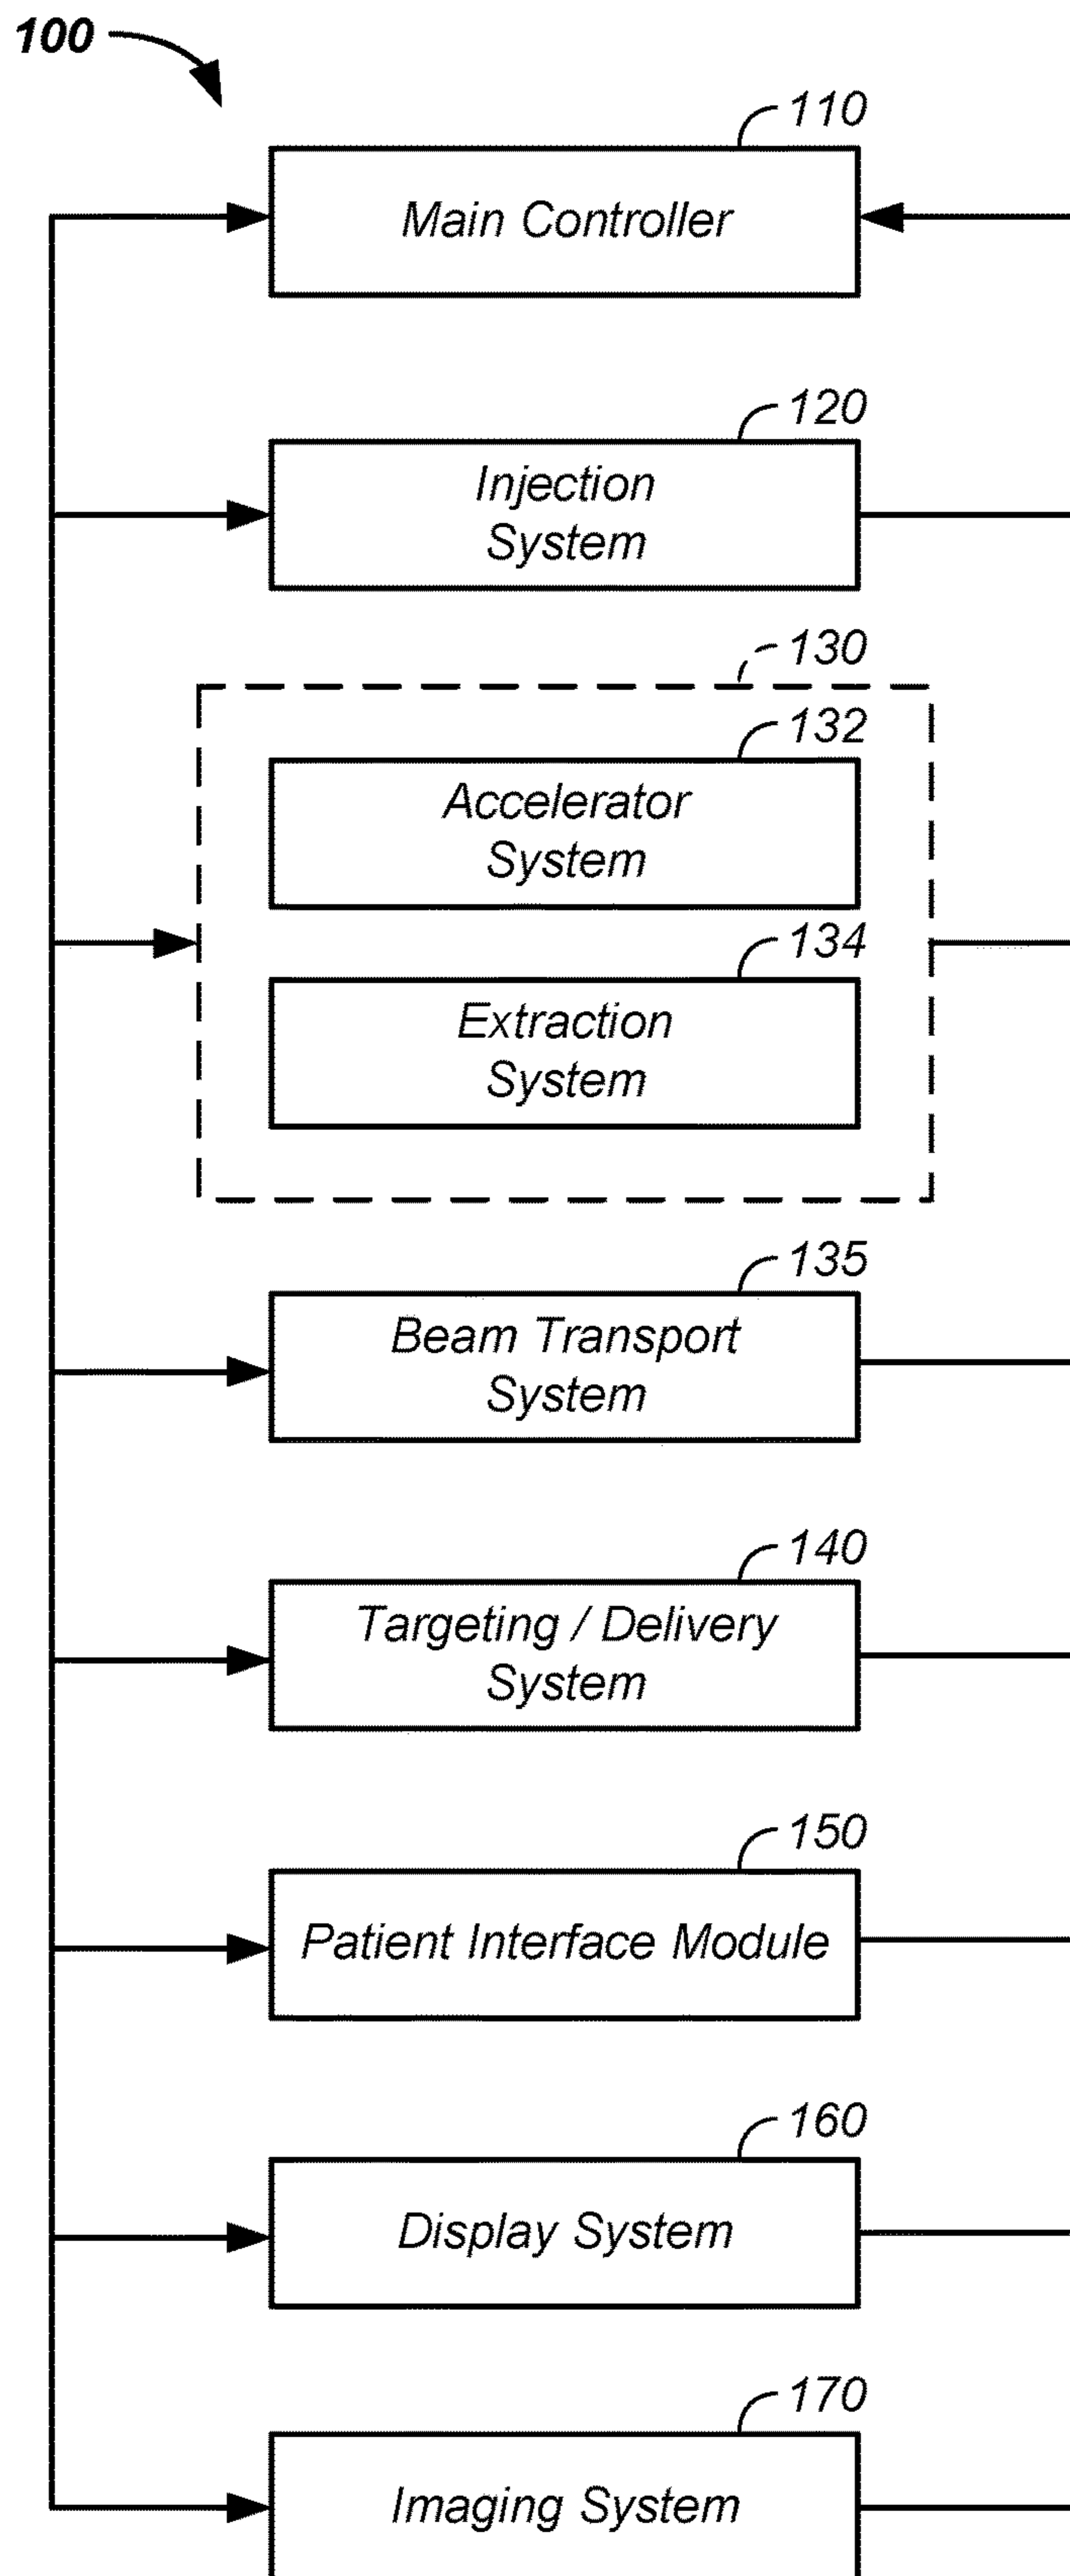 100
110
Main Controller
120
Injection
System
130
132
Accelerator
System
134
Extraction
System
135
Beam Transport
System
140
Targeting / Delivery
System
150
Patient Interface Module
160
Display System
170
Imaging System